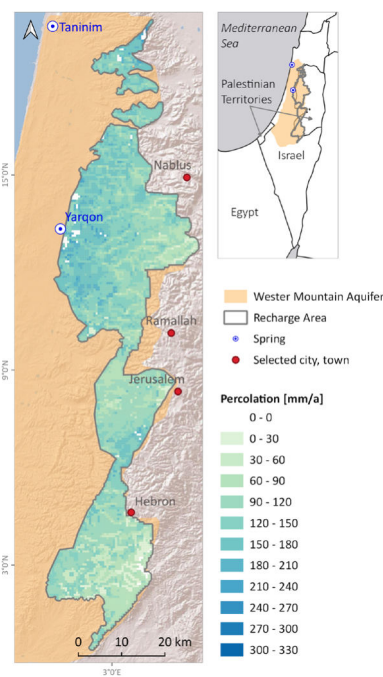 Taninim
Nablus
Yarqon
Ramallah
Jerusalem
Hebron
0 10 20 km
15°0'N
9°0'N
3°0'N
3°0'E
Mediterranean
Sea
Palestinian
Territories
Israel
Egypt
Wester Mountain Aquifer
Recharge Area
Spring
Selected city, town
Percolation [mm/a]
0 - 0
0 - 30
30 - 60
60 - 90
90 - 120
120 - 150
150 - 180
180 - 210
210 - 240
240 - 270
270 - 300
300 - 330